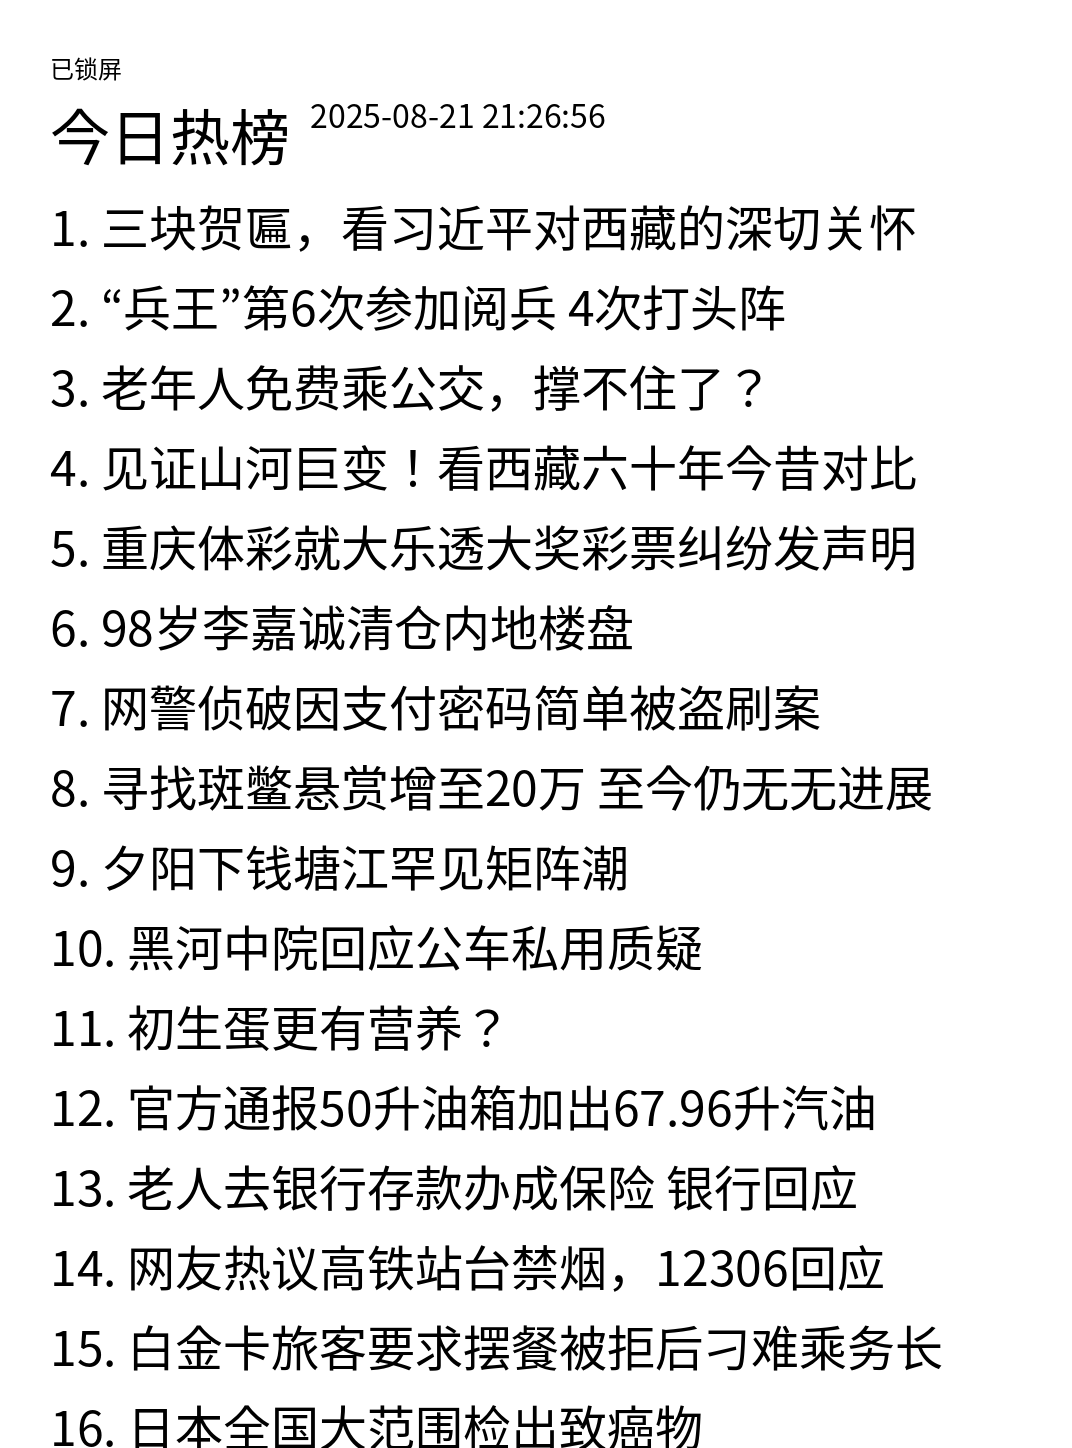 已锁屏
今日热榜 2025-08-21 21:26:56
1. 三块贺匾，看习近平对西藏的深切关怀
2. “兵王”第6次参加阅兵 4次打头阵
3. 老年人免费乘公交，撑不住了？
4. 见证山河巨变！看西藏六十年今昔对比
5. 重庆体彩就大乐透大奖彩票纠纷发声明
6. 98岁李嘉诚清仓内地楼盘
7. 网警侦破因支付密码简单被盗刷案
8. 寻找斑鳖悬赏增至20万 至今仍无无进展
9. 夕阳下钱塘江罕见矩阵潮
10. 黑河中院回应公车私用质疑
11. 初生蛋更有营养？
12. 官方通报50升油箱加出67.96升汽油
13. 老人去银行存款办成保险 银行回应
14. 网友热议高铁站台禁烟，12306回应
15. 白金卡旅客要求摆餐被拒后刁难乘务长
16. 日本全国大范围检出致癌物